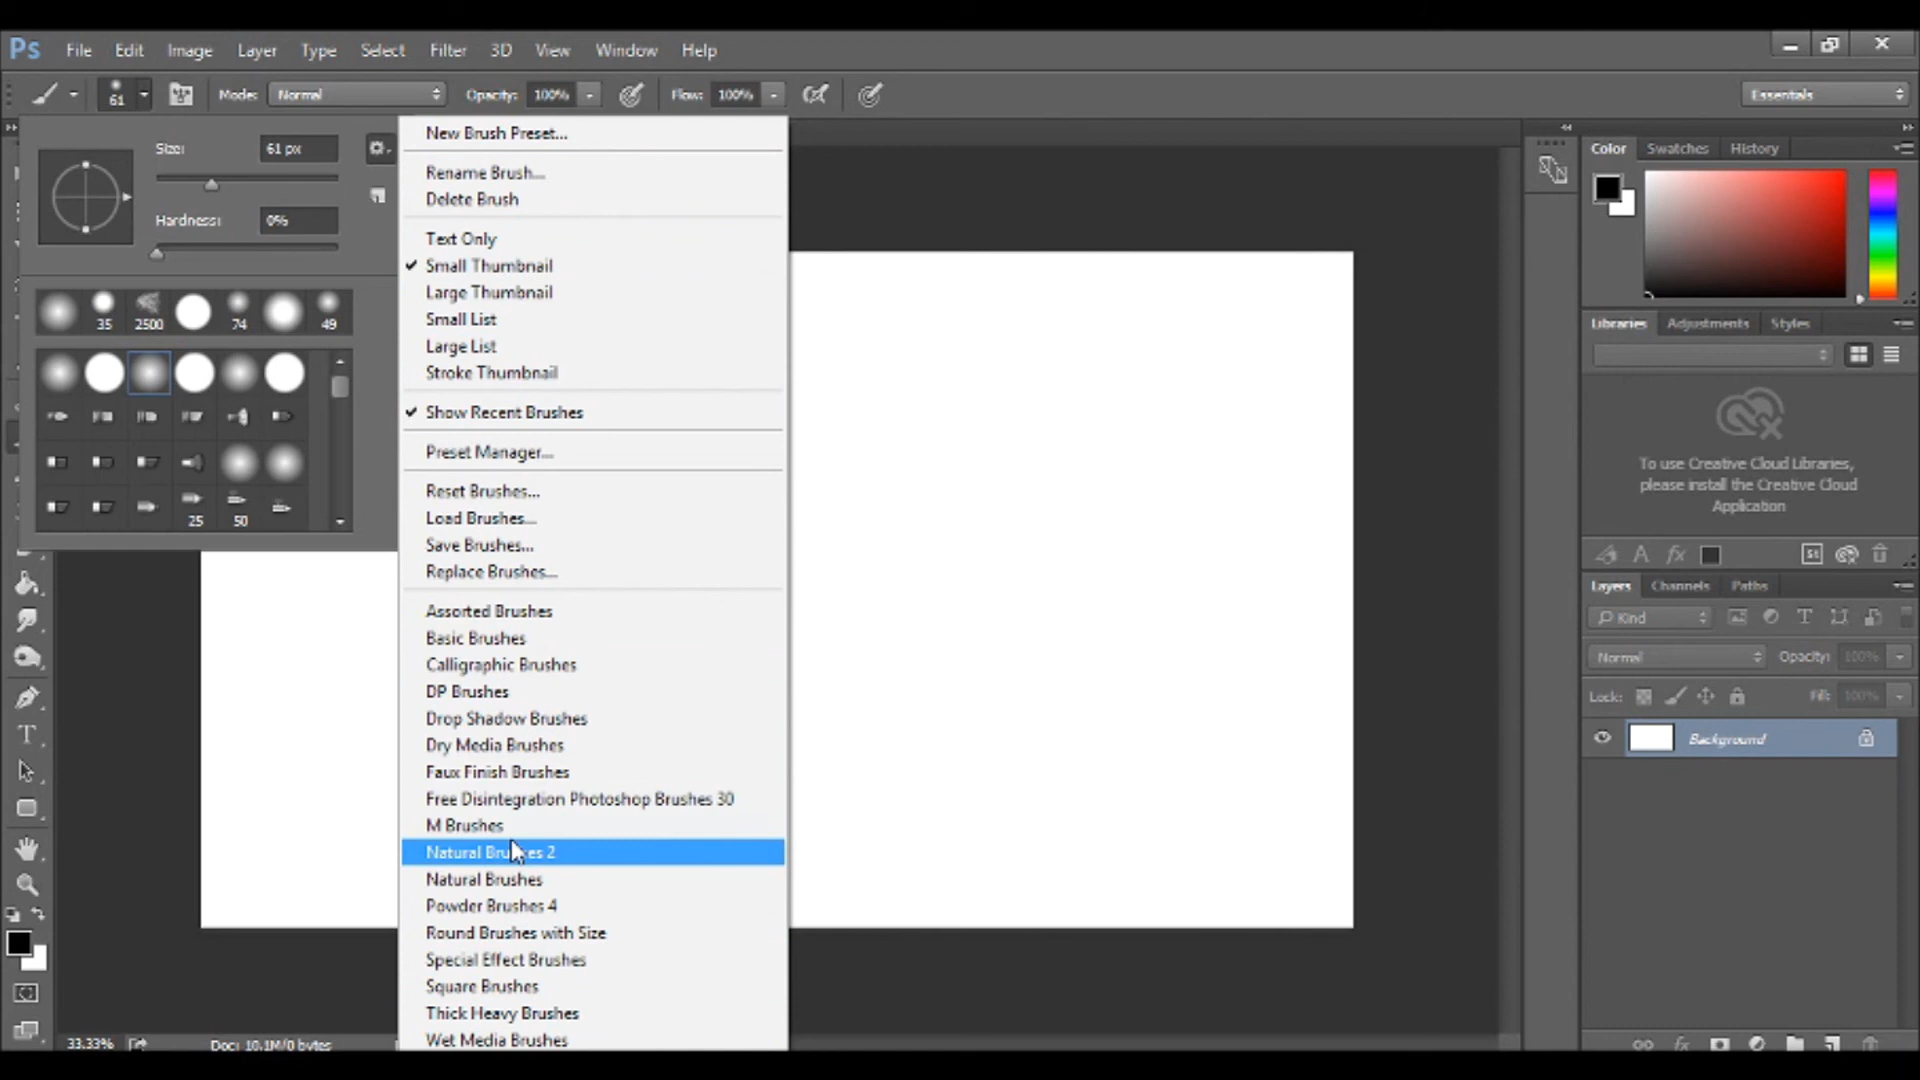 Ps File Edit Image Layer Type Select Filter 3D View Window Help
61 Mode: Normal Opacity: 100% Flow: 100% Essentials
Size: 61 px
Hardness: 0%
35 2500 74 49
25 50
New Brush Preset...
Rename Brush...
Delete Brush
Text Only
Small Thumbnail
Large Thumbnail
Small List
Large List
Stroke Thumbnail
Show Recent Brushes
Preset Manager...
Reset Brushes...
Load Brushes...
Save Brushes...
Replace Brushes...
Assorted Brushes
Basic Brushes
Calligraphic Brushes
DP Brushes
Drop Shadow Brushes
Dry Media Brushes
Faux Finish Brushes
Free Disintegration Photoshop Brushes 30
M Brushes
Natural Brushes 2
Natural Brushes
Powder Brushes 4
Round Brushes with Size
Special Effect Brushes
Square Brushes
Thick Heavy Brushes
Wet Media Brushes
Color Swatches History
Libraries Adjustments Styles
To use Creative Cloud Libraries,
please install the Creative Cloud
Application
St
Layers Channels Paths
Kind
Normal Opacity: 100%
Lock: Fill: 100%
Background
33.33% Doc: 10.1M/0 bytes